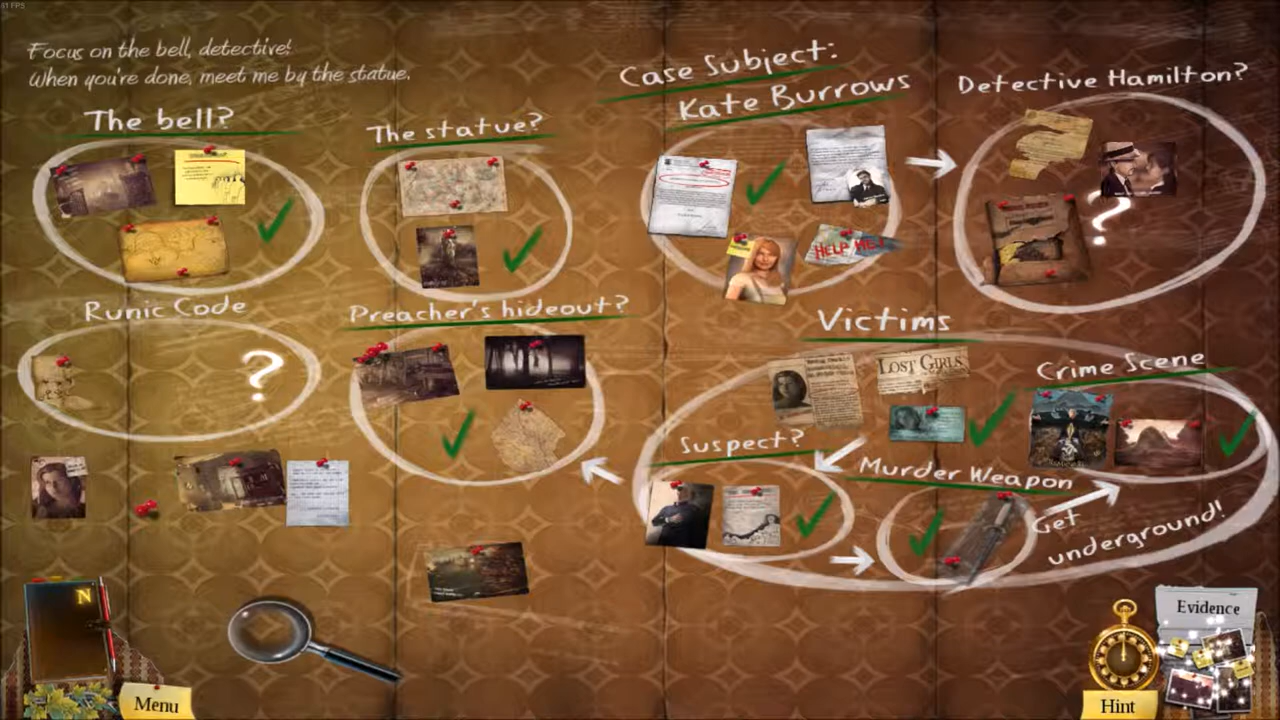 41 FPS
Focus on the bell, detective!
When you're done, meet me by the statue.
Case Subject:
Kate Burrows
Detective Hamilton?
The bell?
The statue?
HELP ME!
Runic Code
Preacher's hideout?
Victims
LOST GIRLS
Crime Scene
Suspect?
Murder Weapon
Get
underground!
N
Menu
Evidence
Hint